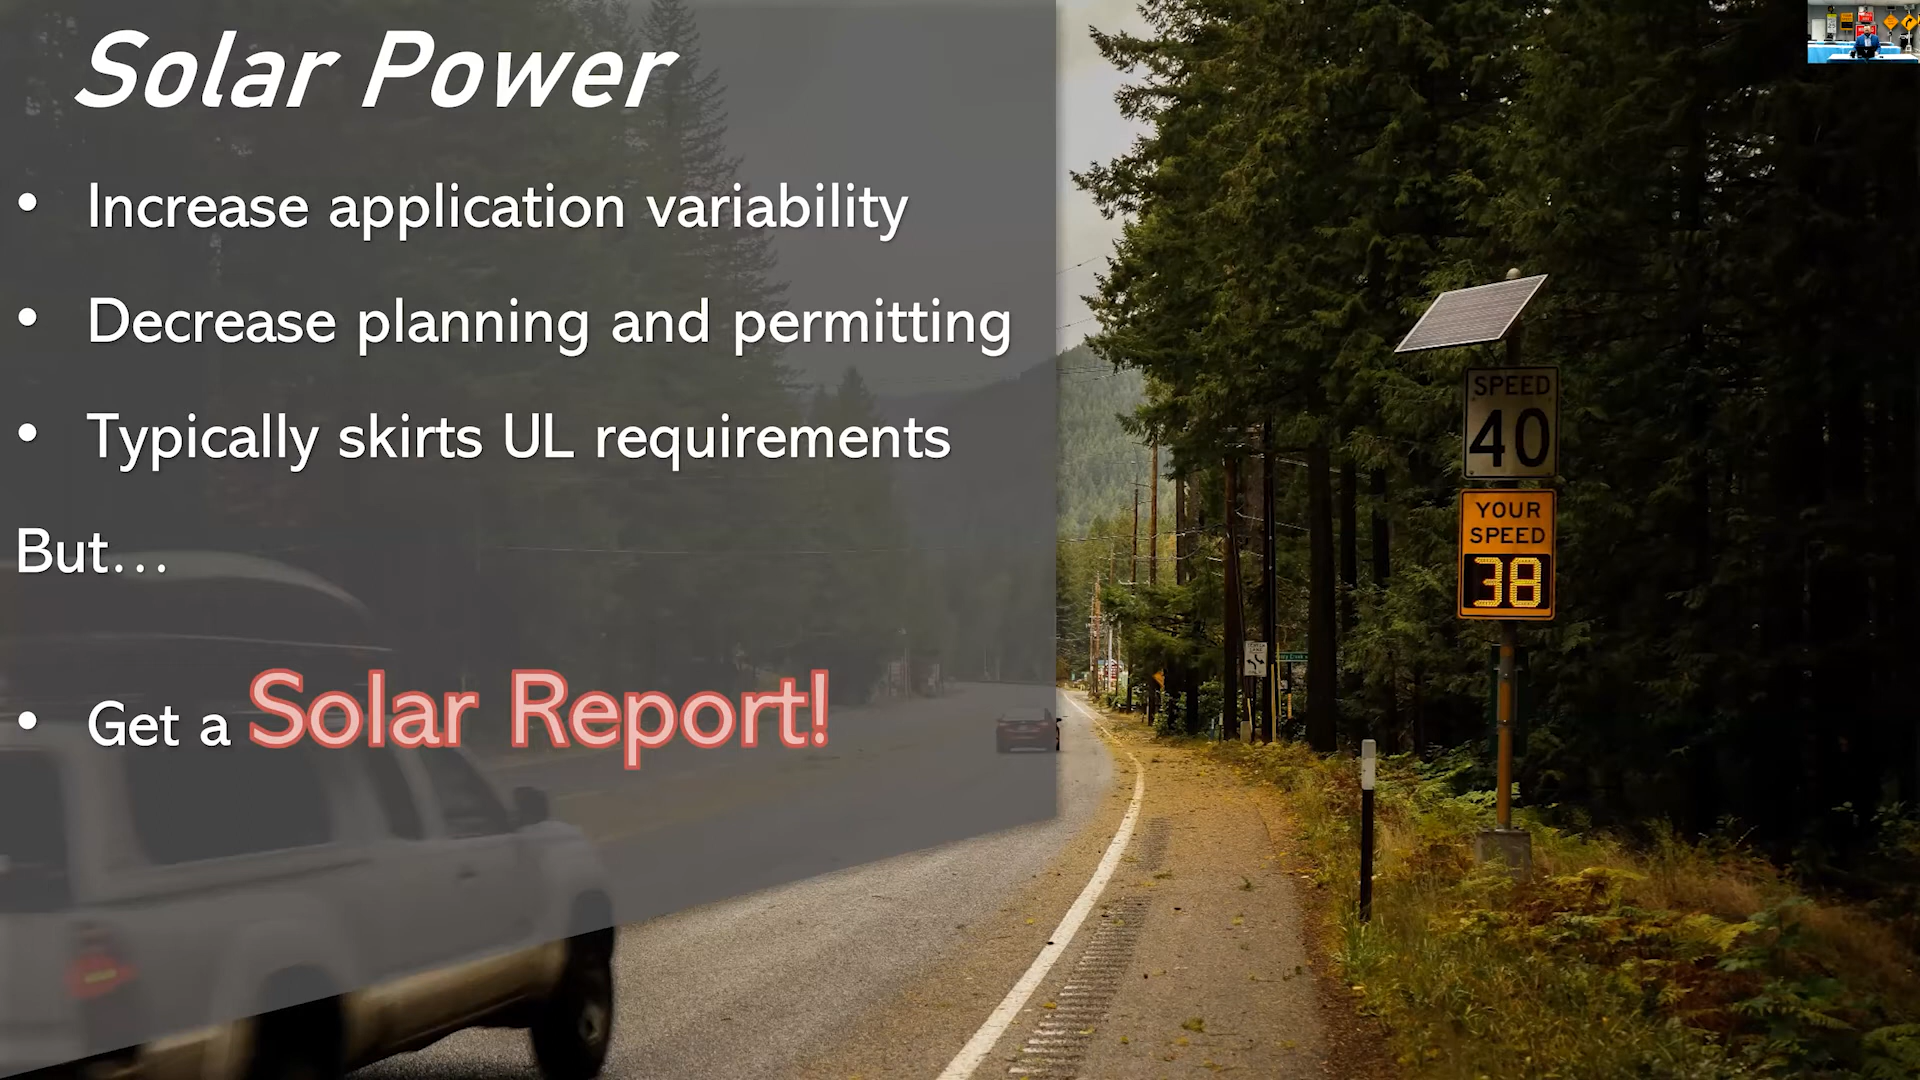 Solar Power
• Increase application variability
• Decrease planning and permitting
• Typically skirts UL requirements
But...
• Get a Solar Report!
SPEED
40
YOUR
SPEED
38